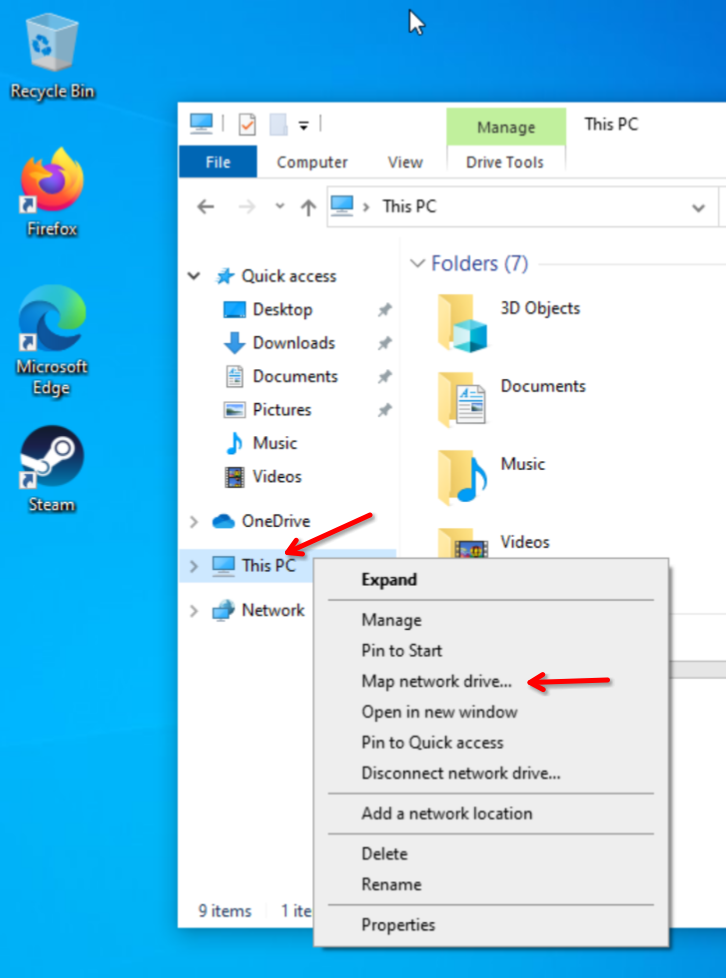 Recycle Bin
Firefox
Microsoft
Edge
Steam
Manage
This PC
File
Computer
View
Drive Tools
This PC
Quick access
Desktop
Downloads
Documents
Pictures
Music
Videos
OneDrive
This PC
Network
Folders (7)
3D Objects
Documents
Music
Videos
Expand
Manage
Pin to Start
Map network drive...
Open in new window
Pin to Quick access
Disconnect network drive...
Add a network location
Delete
Rename
Properties
9 items
1 ite